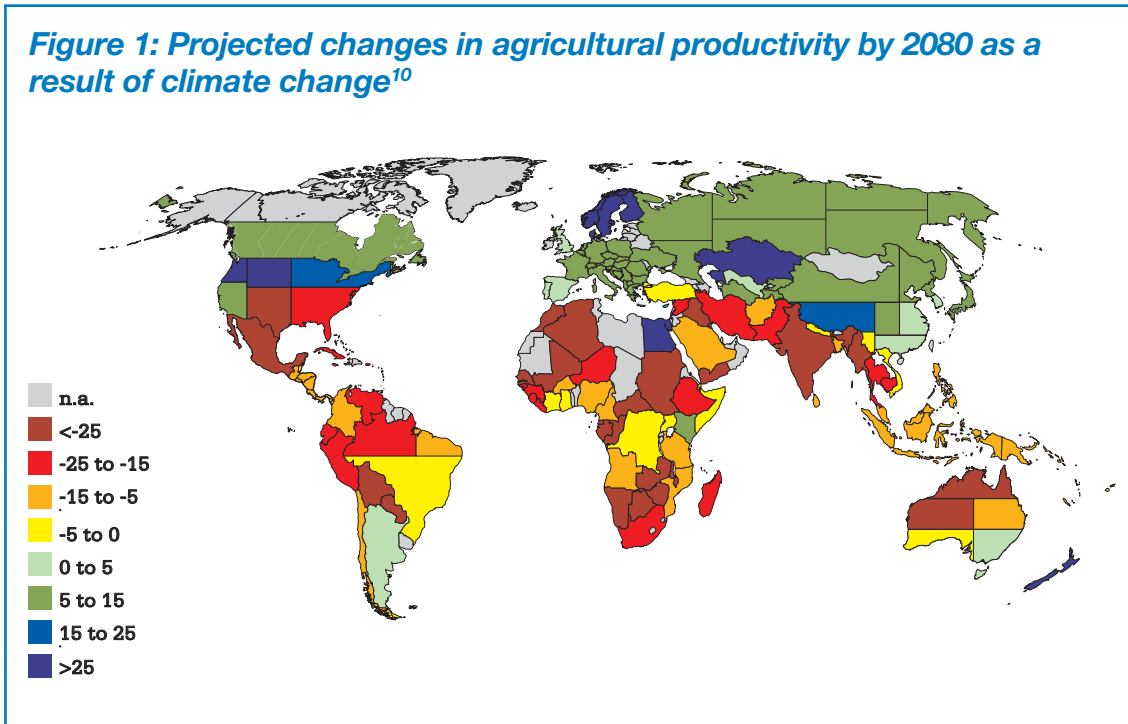 Figure 1: Projected changes in agricultural productivity by 2080 as a
result of climate change10
n.a.
<-25
-25 to -15
-15 to -5
-5 to 0
0 to 5
5 to 15
15 to 25
>25